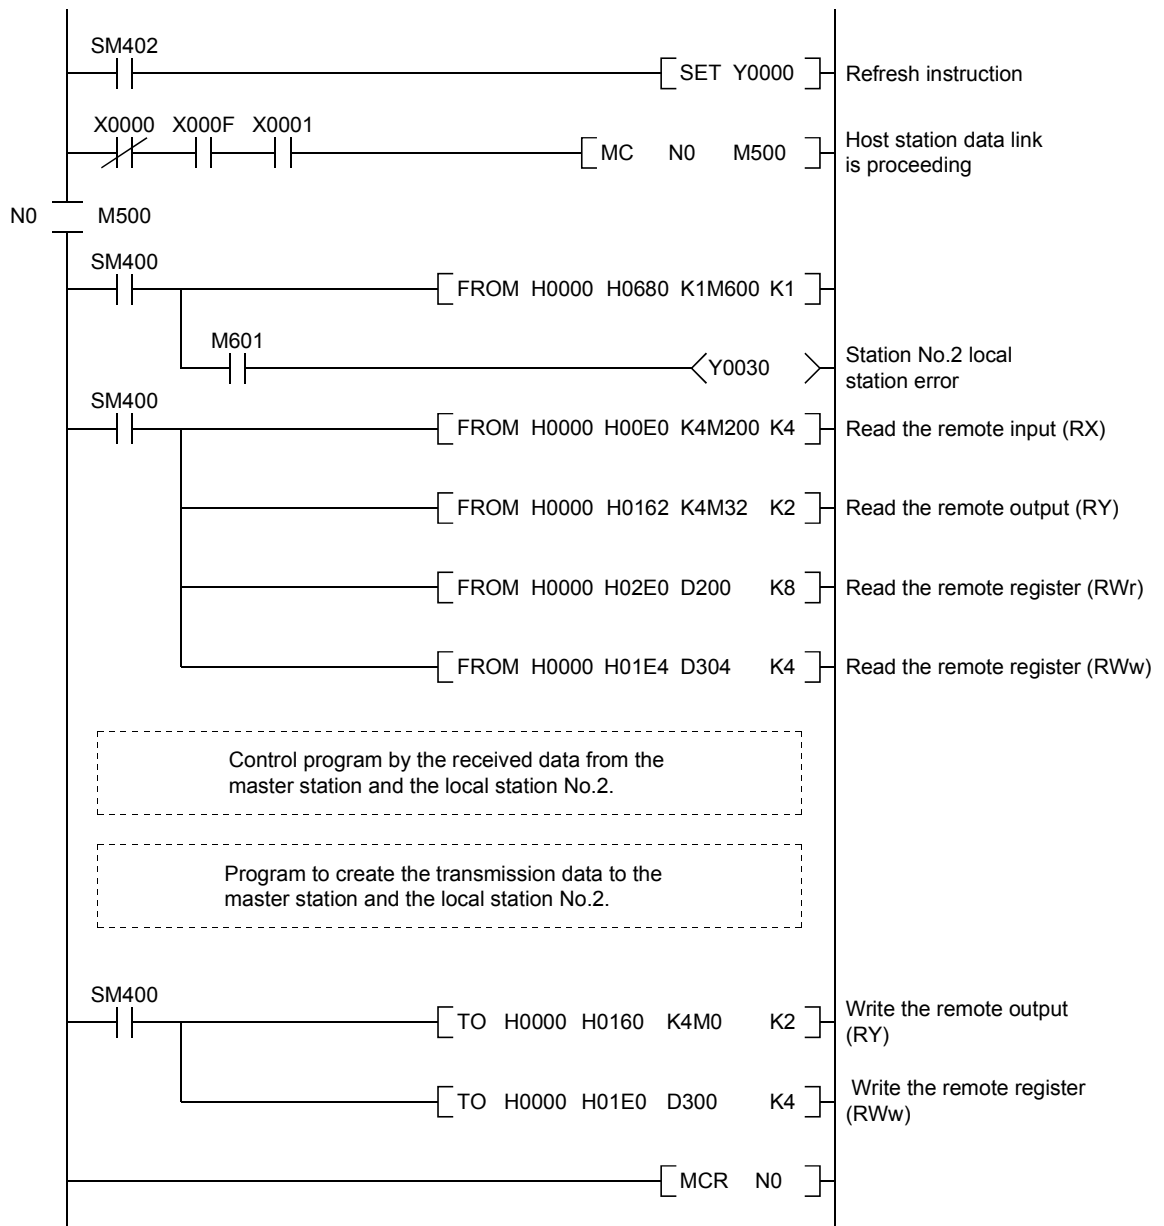 SM402
SET Y0000
Refresh instruction
X0000 X000F X0001
MC N0 M500
Host station data link
is proceeding
N0 M500
SM400
FROM H0000 H0680 K1M600 K1
M601
Y0030
Station No.2 local
station error
SM400
FROM H0000 H00E0 K4M200 K4
Read the remote input (RX)
FROM H0000 H0162 K4M32 K2
Read the remote output (RY)
FROM H0000 H02E0 D200 K8
Read the remote register (RWr)
FROM H0000 H01E4 D304 K4
Read the remote register (RWw)
Control program by the received data from the
master station and the local station No.2.
Program to create the transmission data to the
master station and the local station No.2.
SM400
TO H0000 H0160 K4M0 K2
Write the remote output
(RY)
TO H0000 H01E0 D300 K4
Write the remote register
(RWw)
MCR N0